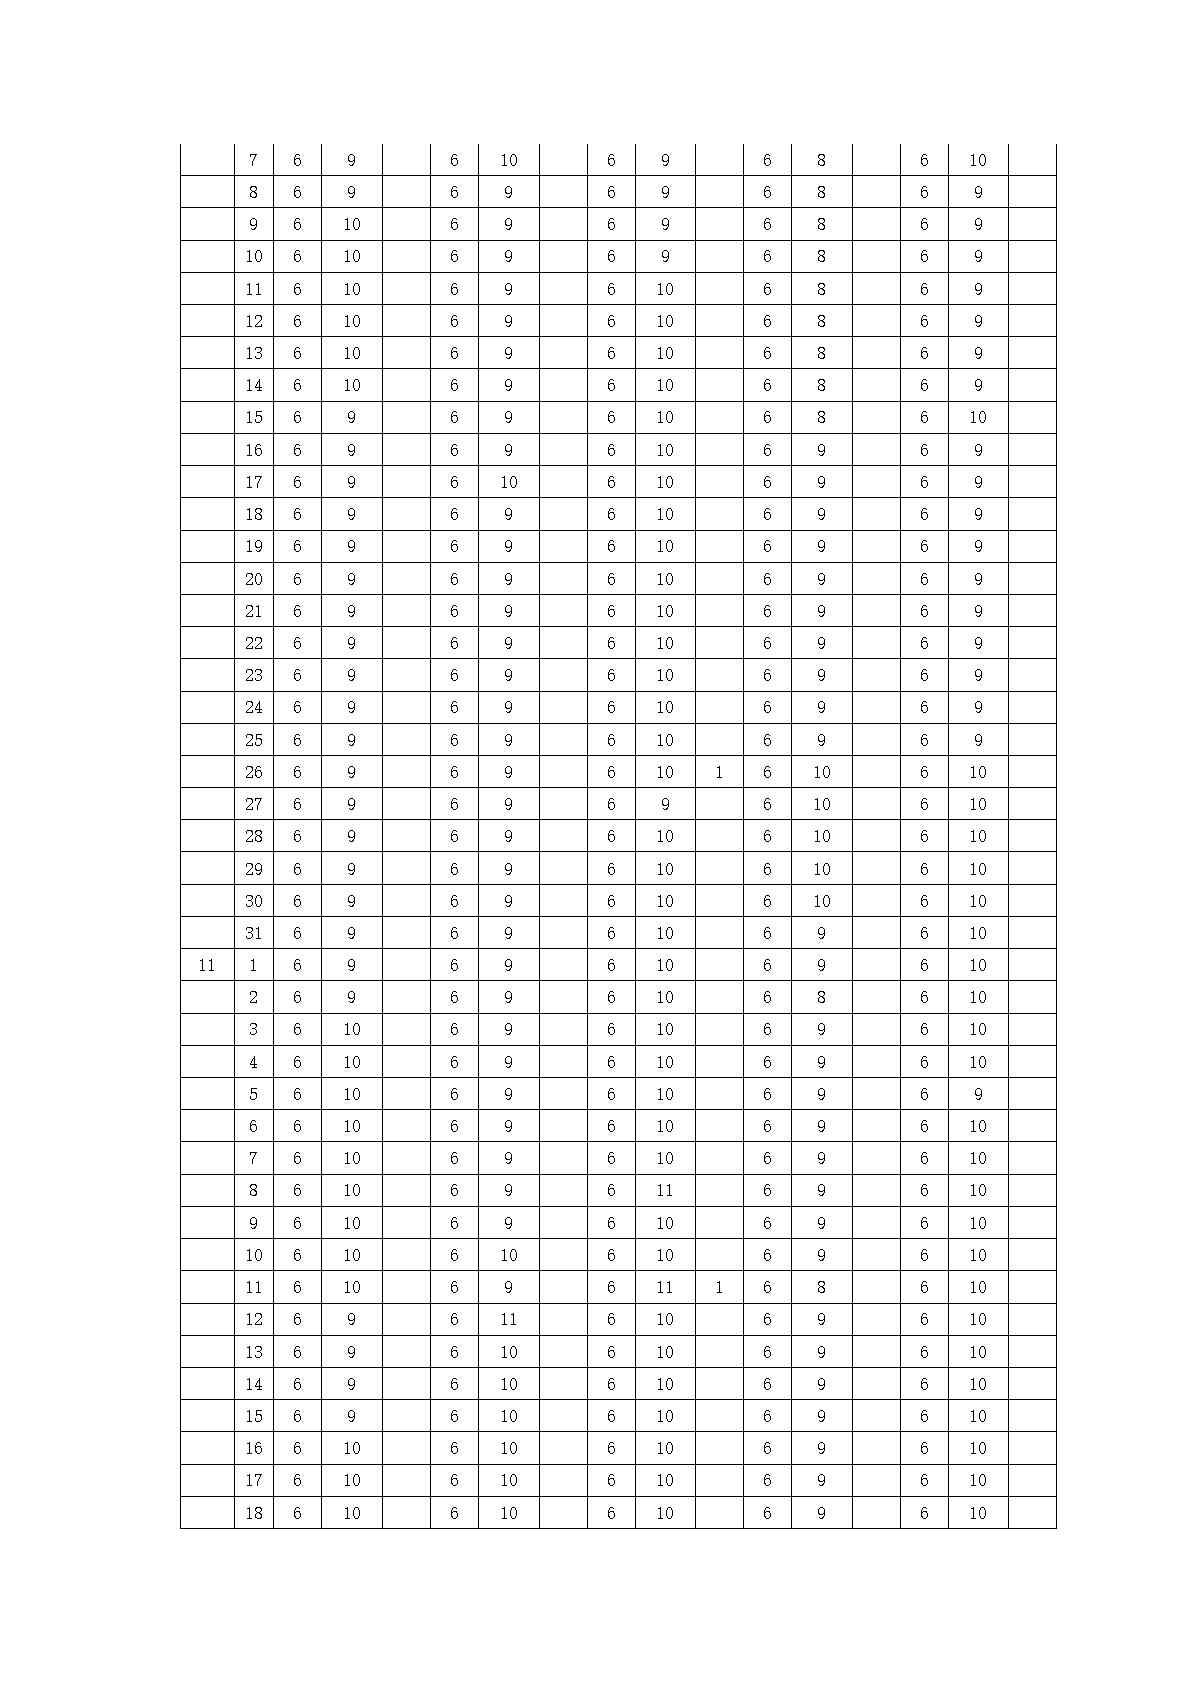 7 6 9 6 10 6 9 6 8 6 10
8 6 9 6 9 6 9 6 8 6 9
9 6 10 6 9 6 9 6 8 6 9
10 6 10 6 9 6 9 6 8 6 9
11 6 10 6 9 6 10 6 8 6 9
12 6 10 6 9 6 10 6 8 6 9
13 6 10 6 9 6 10 6 8 6 9
14 6 10 6 9 6 10 6 8 6 9
15 6 9 6 9 6 10 6 8 6 10
16 6 9 6 9 6 10 6 9 6 9
17 6 9 6 10 6 10 6 9 6 9
18 6 9 6 9 6 10 6 9 6 9
19 6 9 6 9 6 10 6 9 6 9
20 6 9 6 9 6 10 6 9 6 9
21 6 9 6 9 6 10 6 9 6 9
22 6 9 6 9 6 10 6 9 6 9
23 6 9 6 9 6 10 6 9 6 9
24 6 9 6 9 6 10 6 9 6 9
25 6 9 6 9 6 10 6 9 6 9
26 6 9 6 9 6 10 1 6 10 6 10
27 6 9 6 9 6 9 6 10 6 10
28 6 9 6 9 6 10 6 10 6 10
29 6 9 6 9 6 10 6 10 6 10
30 6 9 6 9 6 10 6 10 6 10
31 6 9 6 9 6 10 6 9 6 10
11 1 6 9 6 9 6 10 6 9 6 10
2 6 9 6 9 6 10 6 8 6 10
3 6 10 6 9 6 10 6 9 6 10
4 6 10 6 9 6 10 6 9 6 10
5 6 10 6 9 6 10 6 9 6 9
6 6 10 6 9 6 10 6 9 6 10
7 6 10 6 9 6 10 6 9 6 10
8 6 10 6 9 6 11 6 9 6 10
9 6 10 6 9 6 10 6 9 6 10
10 6 10 6 10 6 10 6 9 6 10
11 6 10 6 9 6 11 1 6 8 6 10
12 6 9 6 11 6 10 6 9 6 10
13 6 9 6 10 6 10 6 9 6 10
14 6 9 6 10 6 10 6 9 6 10
15 6 9 6 10 6 10 6 9 6 10
16 6 10 6 10 6 10 6 9 6 10
17 6 10 6 10 6 10 6 9 6 10
18 6 10 6 10 6 10 6 9 6 10